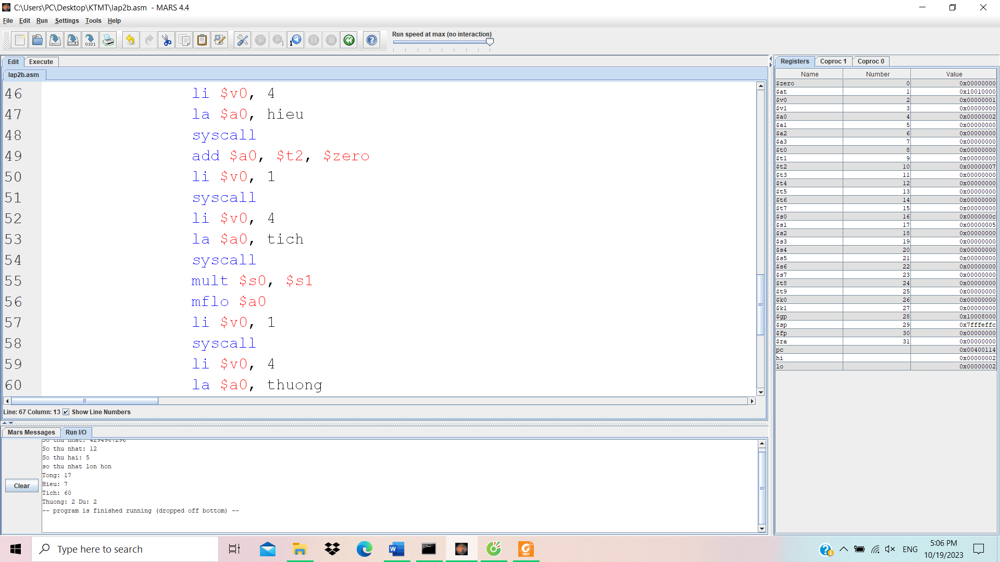 C:\Users\PC\Desktop\KTMT\lap2b.asm - MARS 4.4
File Edit Run Settings Tools Help
Run speed at max (no interaction)
Edit Execute
lap2b.asm
46 li $v0, 4
47 la $a0, hieu
48 syscall
49 add $a0, $t2, $zero
50 li $v0, 1
51 syscall
52 li $v0, 4
53 la $a0, tich
54 syscall
55 mult $s0, $s1
56 mflo $a0
57 li $v0, 1
58 syscall
59 li $v0, 4
60 la $a0, thuong
Line: 67 Column: 13 Show Line Numbers
Mars Messages Run I/O
Clear
So thu nhat: 4294967296
So thu nhat: 12
So thu hai: 5
so thu nhat lon hon
Tong: 17
Hieu: 7
Tich: 60
Thuong: 2 Du: 2
-- program is finished running (dropped off bottom) --
Registers Coproc 1 Coproc 0
Name Number Value
$zero 0 0x00000000
$at 1 0x10010000
$v0 2 0x00000001
$v1 3 0x00000000
$a0 4 0x00000002
$a1 5 0x00000000
$a2 6 0x00000000
$a3 7 0x00000000
$t0 8 0x00000000
$t1 9 0x00000000
$t2 10 0x00000007
$t3 11 0x00000000
$t4 12 0x00000000
$t5 13 0x00000000
$t6 14 0x00000000
$t7 15 0x00000000
$s0 16 0x0000000c
$s1 17 0x00000005
$s2 18 0x00000000
$s3 19 0x00000000
$s4 20 0x00000000
$s5 21 0x00000000
$s6 22 0x00000000
$s7 23 0x00000000
$t8 24 0x00000000
$t9 25 0x00000000
$k0 26 0x00000000
$k1 27 0x00000000
$gp 28 0x10008000
$sp 29 0x7fffeffc
$fp 30 0x00000000
$ra 31 0x00000000
pc 0x00400114
hi 0x00000002
lo 0x00000002
Type here to search
ENG
5:06 PM
10/19/2023